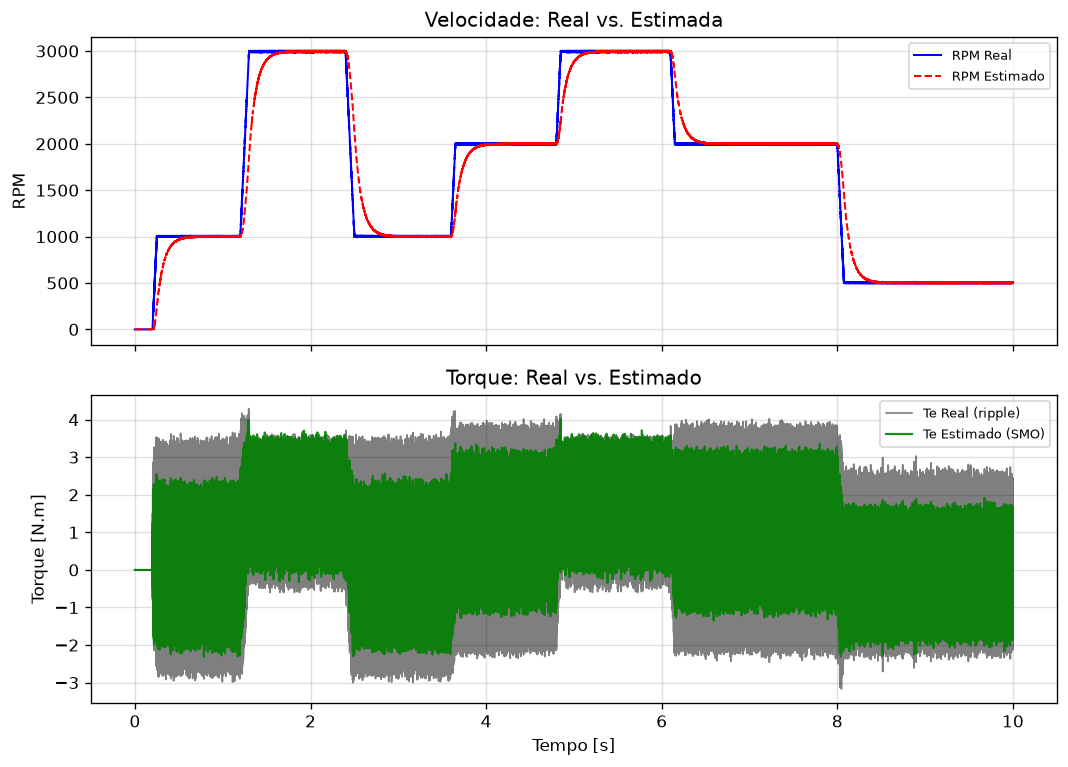 Velocidade: Real vs. Estimada
3000
2500
2000
1500
1000
500
0
RPM
RPM Real
RPM Estimado
Torque: Real vs. Estimado
4
3
2
1
0
−1
−2
−3
Torque [N.m]
Te Real (ripple)
Te Estimado (SMO)
0 2 4 6 8 10
Tempo [s]